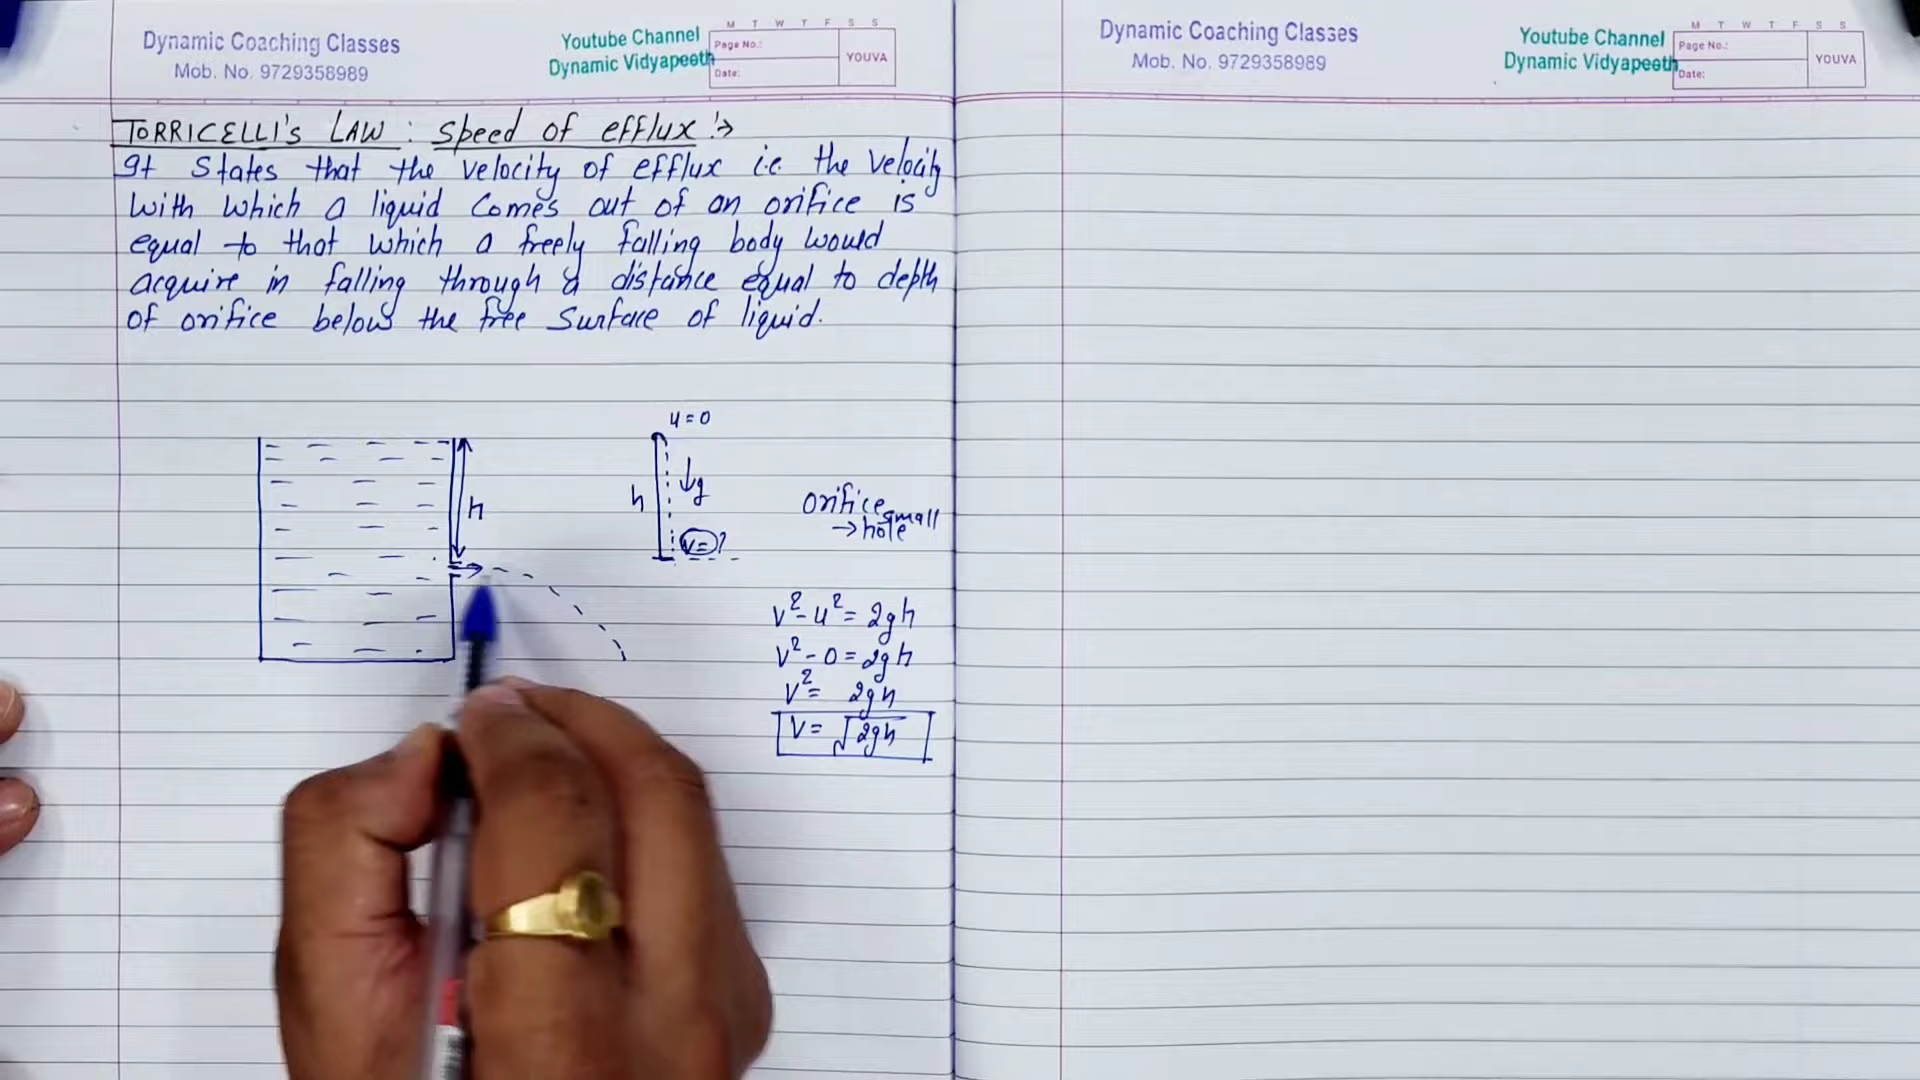 Dynamic Coaching Classes
Mob. No. 9729358989
Youtube Channel
Dynamic Vidyapeeth
M T W T F S S
Page No.:
Date:
YOUVA
TORRICELLI's LAW : Speed of efflux :→
It states that the velocity of efflux i.e. the velocity
with which a liquid comes out of an orifice is
equal to that which a freely falling body would
acquire in falling through a distance equal to depth
of orifice below the free surface of liquid.
h
u = 0
h
↓g
v = ?
orifice
→ small hole
v² - u² = 2gh
v² - 0 = 2gh
v² = 2gh
v = √2gh
Dynamic Coaching Classes
Mob. No. 9729358989
Youtube Channel
Dynamic Vidyapeeth
M T W T F S S
Page No.:
Date:
YOUVA